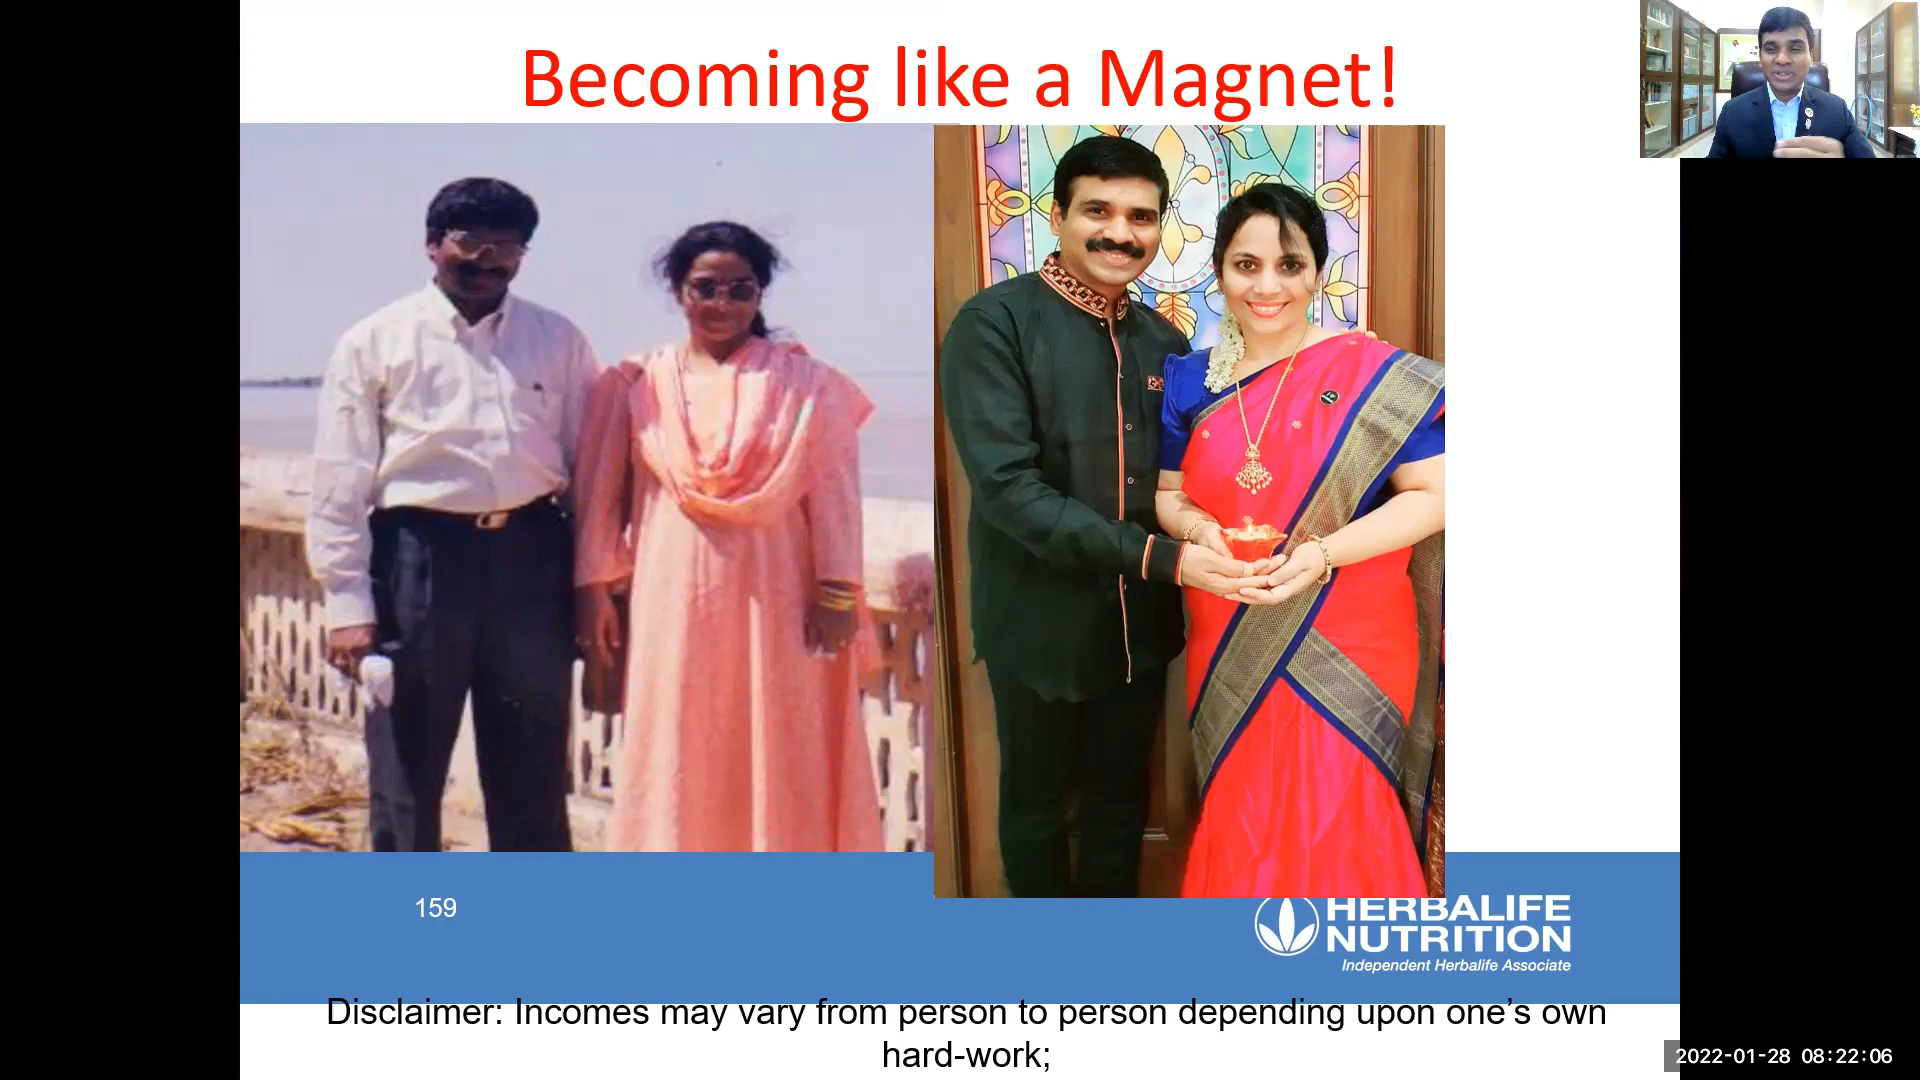 Becoming like a Magnet!
159
HERBALIFE
NUTRITION
Independent Herbalife Associate
Disclaimer: Incomes may vary from person to person depending upon one’s own
hard-work;
2022-01-28 08:22:06